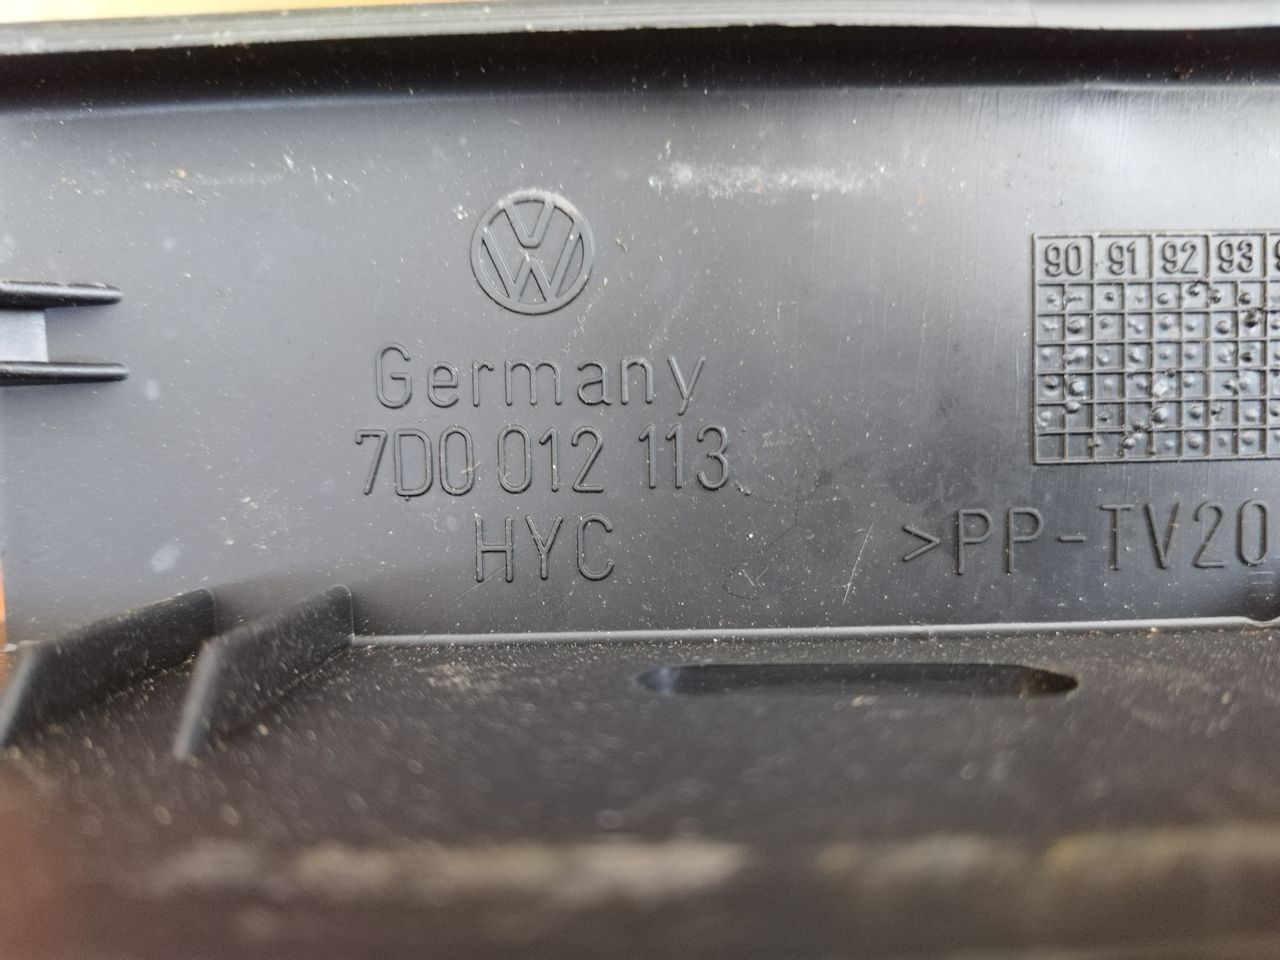 Germany
7D0 012 113
HYC
90 91 92 93
>PP-TV20